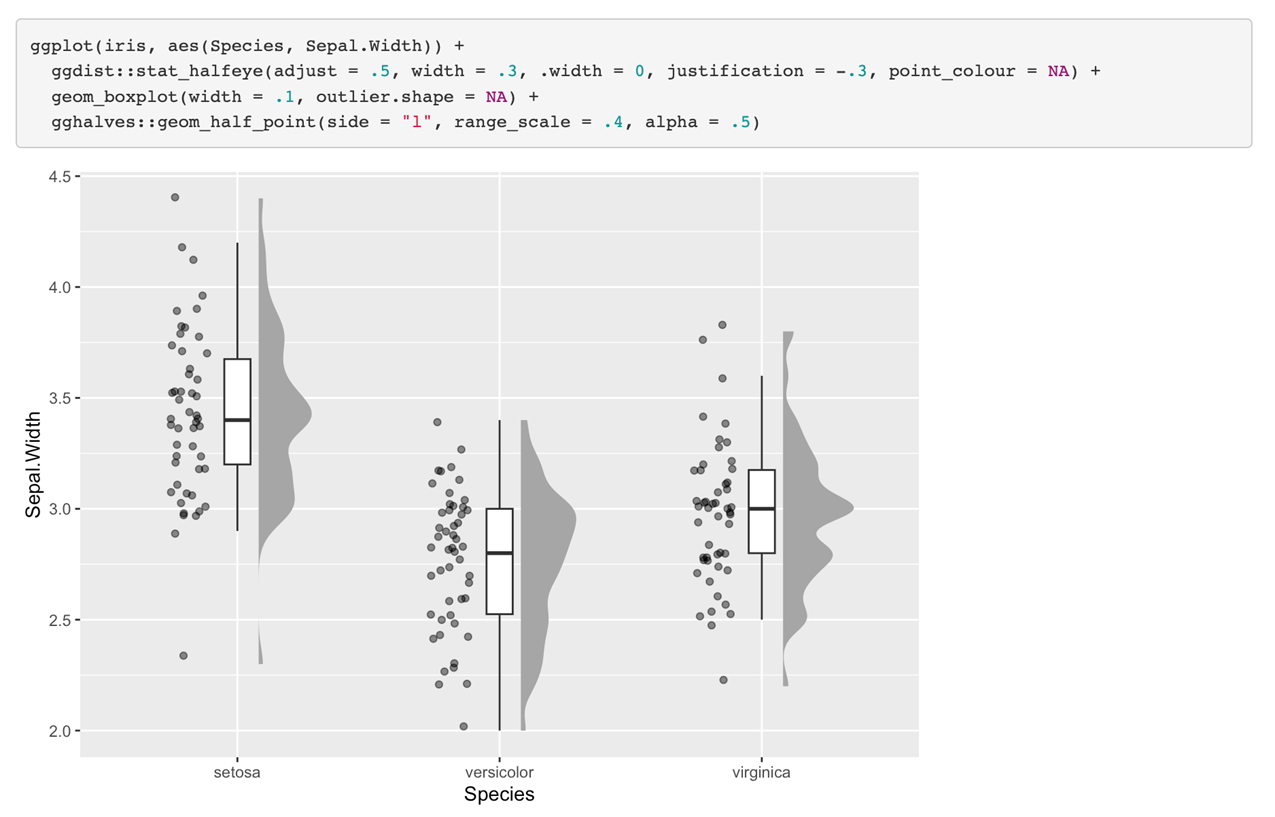 ggplot(iris, aes(Species, Sepal.Width)) +
  ggdist::stat_halfeye(adjust = .5, width = .3, .width = 0, justification = -.3, point_colour = NA) +
  geom_boxplot(width = .1, outlier.shape = NA) +
  gghalves::geom_half_point(side = "l", range_scale = .4, alpha = .5)
4.5
4.0
3.5
3.0
2.5
2.0
Sepal.Width
setosa versicolor virginica
Species